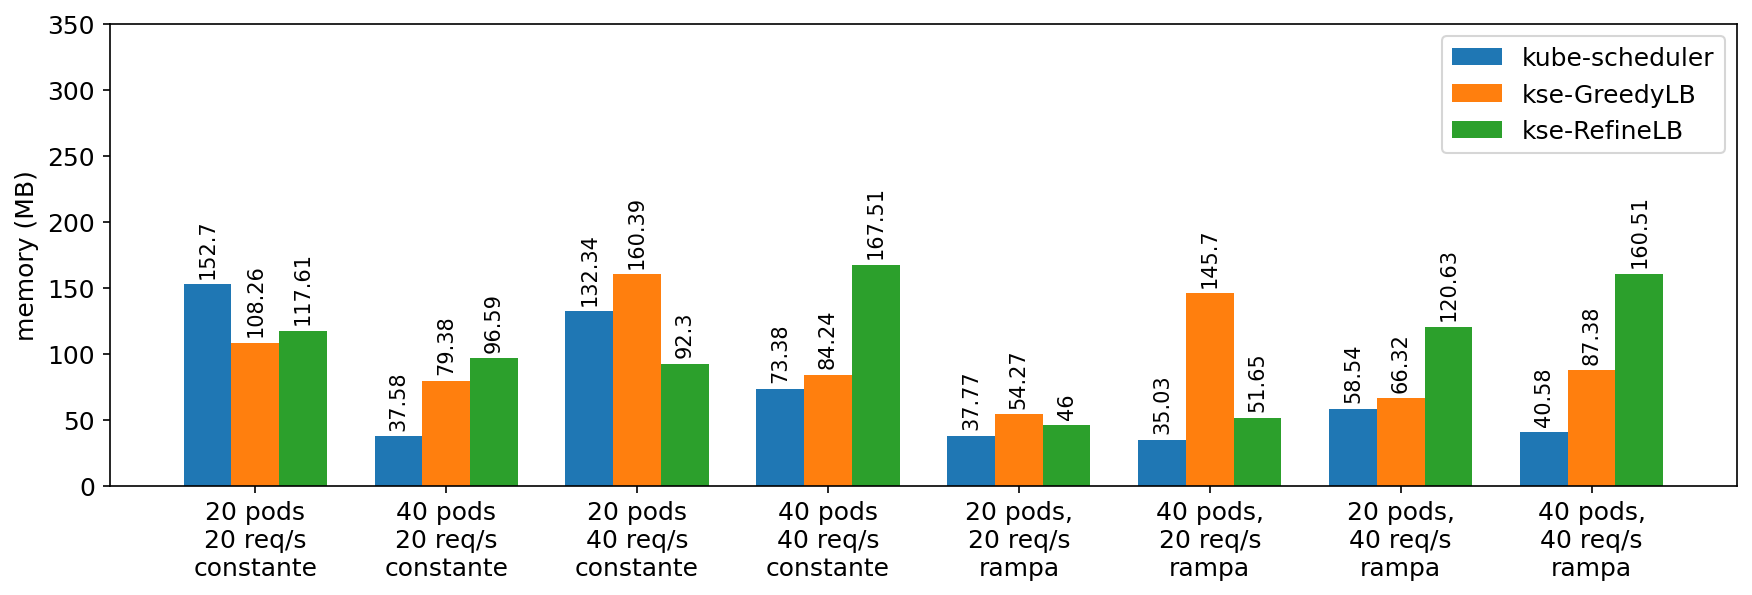 memory (MB)
350
300
250
200
150
100
50
0
kube-scheduler
kse-GreedyLB
kse-RefineLB
152.7
108.26
117.61
37.58
79.38
96.59
132.34
160.39
92.3
73.38
84.24
167.51
37.77
54.27
46
35.03
145.7
51.65
58.54
66.32
120.63
40.58
87.38
160.51
20 pods
20 req/s
constante
40 pods
20 req/s
constante
20 pods
40 req/s
constante
40 pods
40 req/s
constante
20 pods,
20 req/s
rampa
40 pods,
20 req/s
rampa
20 pods,
40 req/s
rampa
40 pods,
40 req/s
rampa